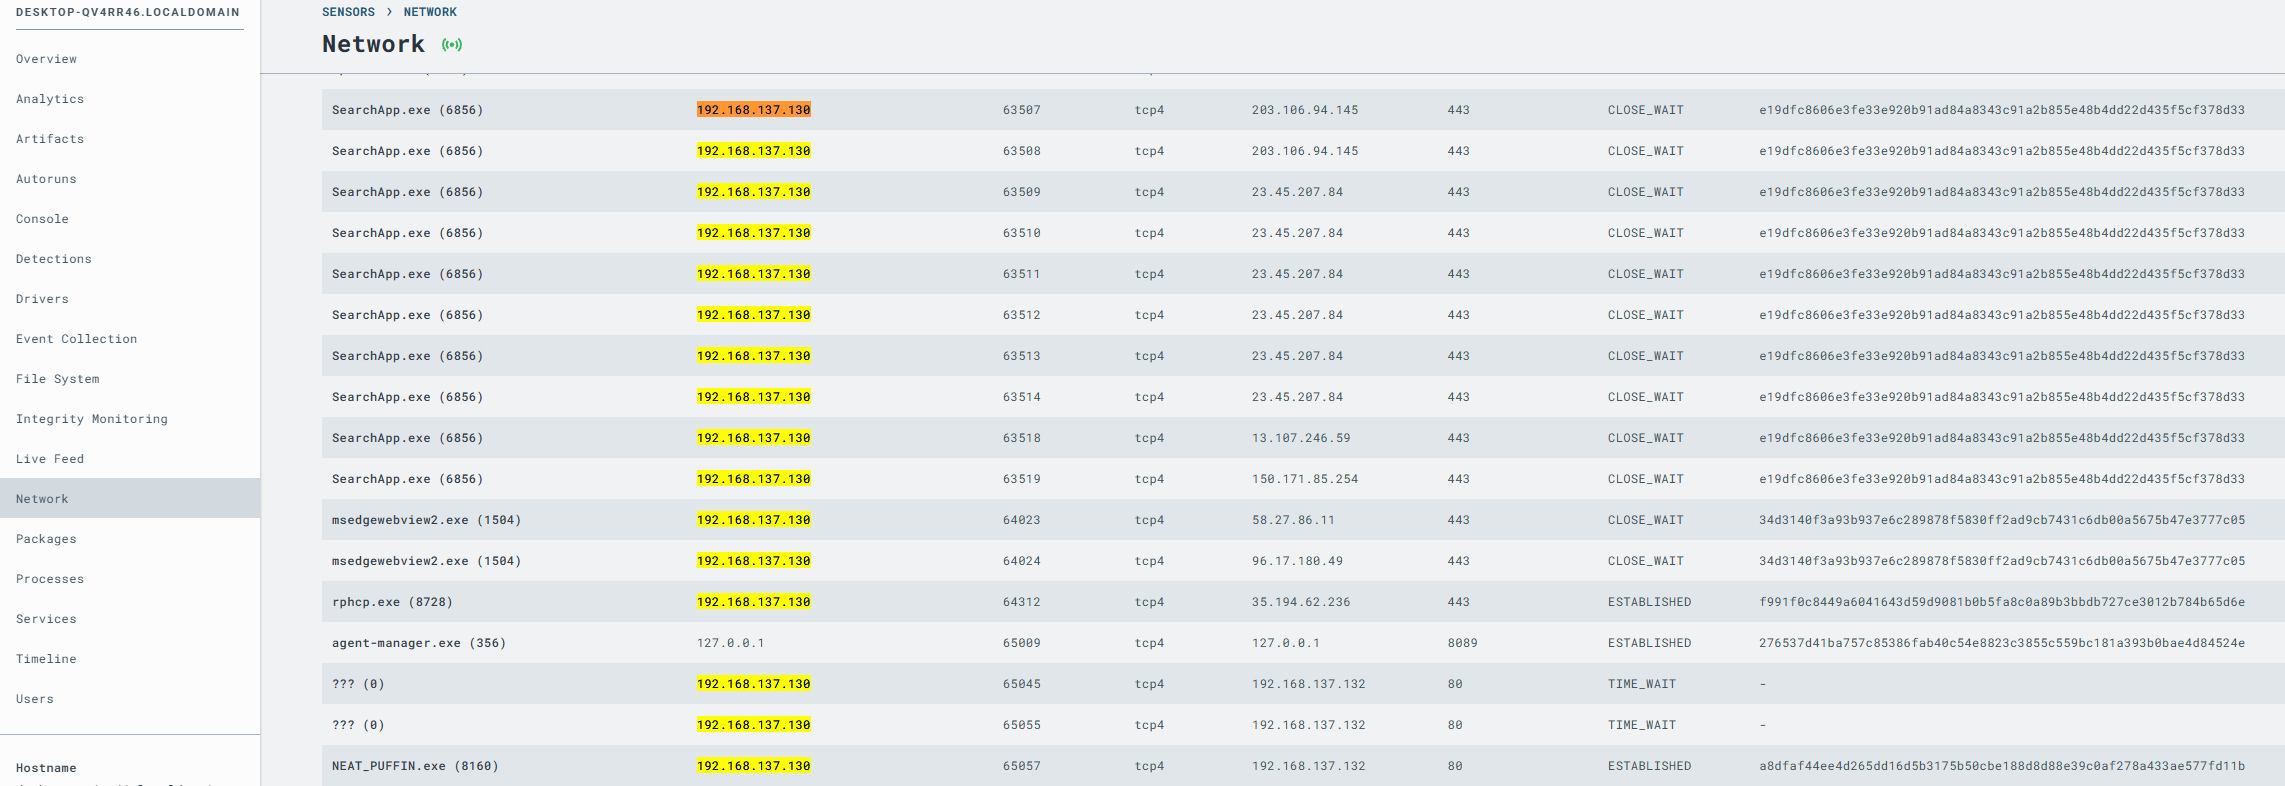 DESKTOP-QV4RR46.LOCALDOMAIN
Overview
Analytics
Artifacts
Autoruns
Console
Detections
Drivers
Event Collection
File System
Integrity Monitoring
Live Feed
Network
Packages
Processes
Services
Timeline
Users
Hostname
SENSORS > NETWORK
Network
SearchApp.exe (6856) 192.168.137.130 63507 tcp4 203.106.94.145 443 CLOSE_WAIT e19dfc8606e3fe33e920b91ad84a8343c91a2b855e48b4dd22d435f5cf378d33
SearchApp.exe (6856) 192.168.137.130 63508 tcp4 203.106.94.145 443 CLOSE_WAIT e19dfc8606e3fe33e920b91ad84a8343c91a2b855e48b4dd22d435f5cf378d33
SearchApp.exe (6856) 192.168.137.130 63509 tcp4 23.45.207.84 443 CLOSE_WAIT e19dfc8606e3fe33e920b91ad84a8343c91a2b855e48b4dd22d435f5cf378d33
SearchApp.exe (6856) 192.168.137.130 63510 tcp4 23.45.207.84 443 CLOSE_WAIT e19dfc8606e3fe33e920b91ad84a8343c91a2b855e48b4dd22d435f5cf378d33
SearchApp.exe (6856) 192.168.137.130 63511 tcp4 23.45.207.84 443 CLOSE_WAIT e19dfc8606e3fe33e920b91ad84a8343c91a2b855e48b4dd22d435f5cf378d33
SearchApp.exe (6856) 192.168.137.130 63512 tcp4 23.45.207.84 443 CLOSE_WAIT e19dfc8606e3fe33e920b91ad84a8343c91a2b855e48b4dd22d435f5cf378d33
SearchApp.exe (6856) 192.168.137.130 63513 tcp4 23.45.207.84 443 CLOSE_WAIT e19dfc8606e3fe33e920b91ad84a8343c91a2b855e48b4dd22d435f5cf378d33
SearchApp.exe (6856) 192.168.137.130 63514 tcp4 23.45.207.84 443 CLOSE_WAIT e19dfc8606e3fe33e920b91ad84a8343c91a2b855e48b4dd22d435f5cf378d33
SearchApp.exe (6856) 192.168.137.130 63518 tcp4 13.107.246.59 443 CLOSE_WAIT e19dfc8606e3fe33e920b91ad84a8343c91a2b855e48b4dd22d435f5cf378d33
SearchApp.exe (6856) 192.168.137.130 63519 tcp4 150.171.85.254 443 CLOSE_WAIT e19dfc8606e3fe33e920b91ad84a8343c91a2b855e48b4dd22d435f5cf378d33
msedgewebview2.exe (1504) 192.168.137.130 64023 tcp4 58.27.86.11 443 CLOSE_WAIT 34d3140f3a93b937e6c289878f5830ff2ad9cb7431c6db00a5675b47e3777c05
msedgewebview2.exe (1504) 192.168.137.130 64024 tcp4 96.17.180.49 443 CLOSE_WAIT 34d3140f3a93b937e6c289878f5830ff2ad9cb7431c6db00a5675b47e3777c05
rphcp.exe (8728) 192.168.137.130 64312 tcp4 35.194.62.236 443 ESTABLISHED f991f0c8449a6041643d59d9081b0b5fa8c0a89b3bbdb727ce3012b784b65d6e
agent-manager.exe (356) 127.0.0.1 65009 tcp4 127.0.0.1 8089 ESTABLISHED 276537d41ba757c85386fab40c54e8823c3855c559bc181a393b0bae4d84524e
??? (0) 192.168.137.130 65045 tcp4 192.168.137.132 80 TIME_WAIT -
??? (0) 192.168.137.130 65055 tcp4 192.168.137.132 80 TIME_WAIT -
NEAT_PUFFIN.exe (8160) 192.168.137.130 65057 tcp4 192.168.137.132 80 ESTABLISHED a8dfaf44ee4d265dd16d5b3175b50cbe188d8d88e39c0af278a433ae577fd11b